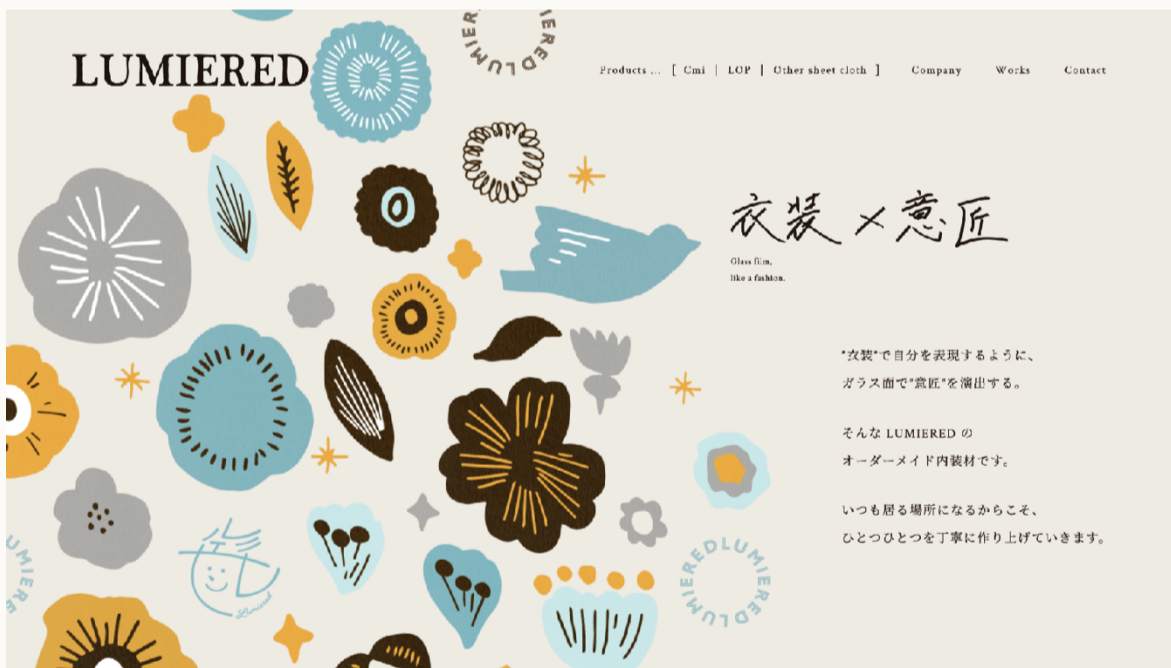 LUMIERED
Products ... [ Cmi | LOP | Other sheet cloth ] Company Works Contact
衣装×意匠
Glass film,
like a fashion.
"衣装"で自分を表現するように、
ガラス面で"意匠"を演出する。
そんな LUMIERED の
オーダーメイド内装材です。
いつも居る場所になるからこそ、
ひとつひとつを丁寧に作り上げていきます。
LUMIEREDLUMIERED
Lumiered